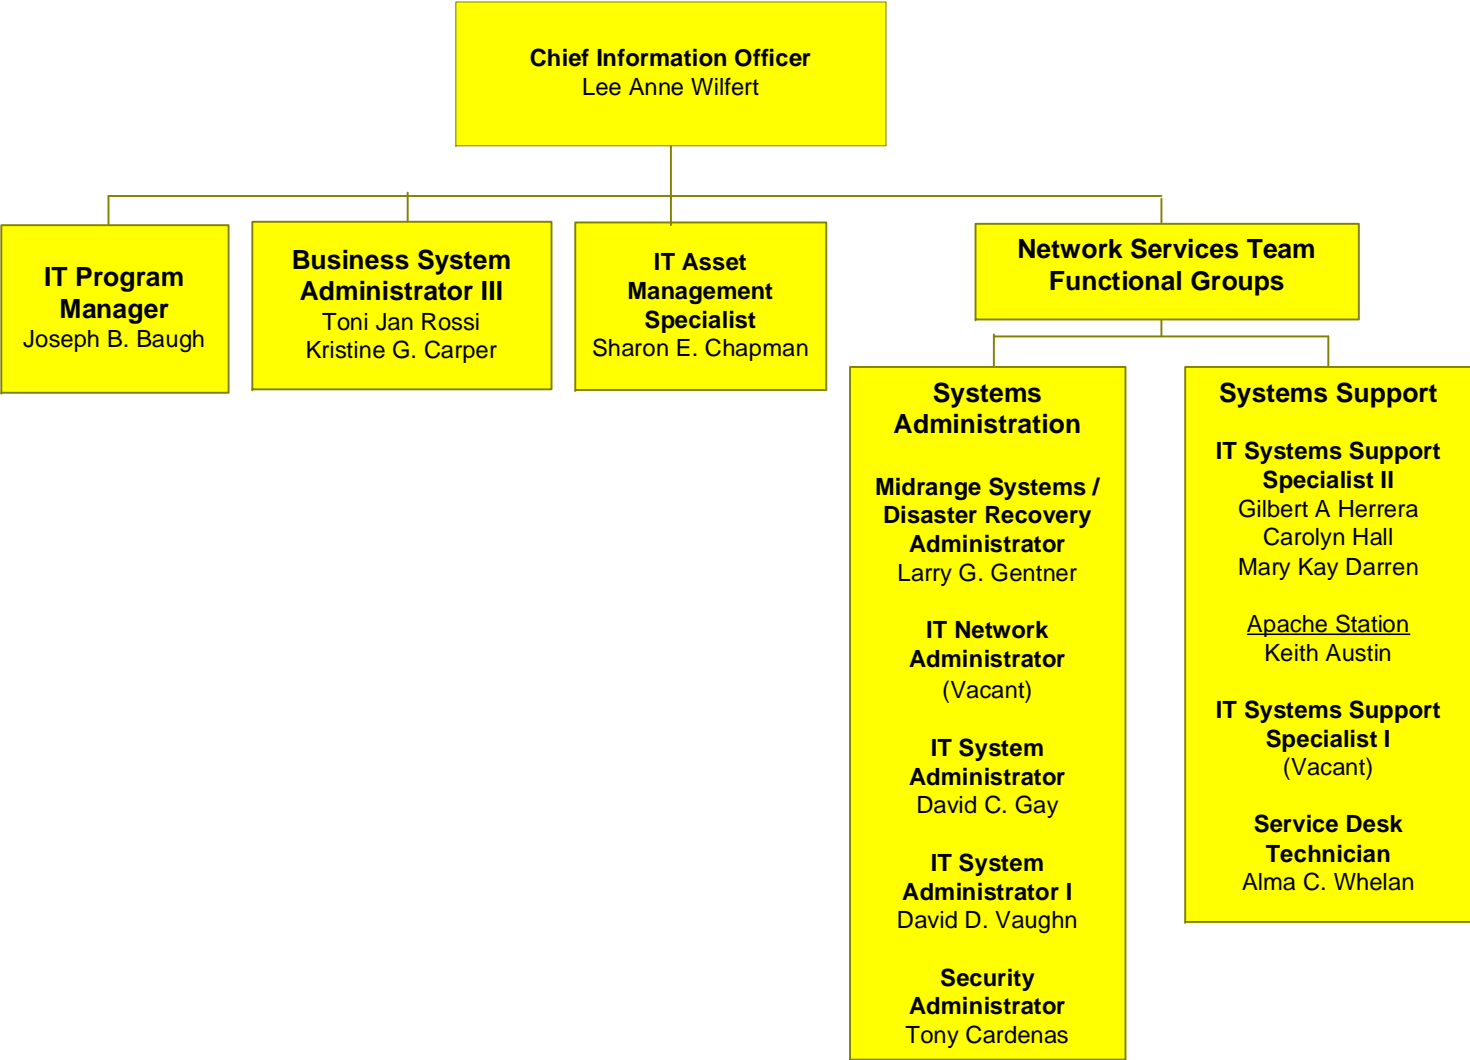 Chief Information Officer
Lee Anne Wilfert
IT Program
Manager
Joseph B. Baugh
Business System
Administrator III
Toni Jan Rossi
Kristine G. Carper
IT Asset
Management
Specialist
Sharon E. Chapman
Network Services Team
Functional Groups
Systems
Administration
Midrange Systems /
Disaster Recovery
Administrator
Larry G. Gentner
IT Network
Administrator
(Vacant)
IT System
Administrator
David C. Gay
IT System
Administrator I
David D. Vaughn
Security
Administrator
Tony Cardenas
Systems Support
IT Systems Support
Specialist II
Gilbert A Herrera
Carolyn Hall
Mary Kay Darren
Apache Station
Keith Austin
IT Systems Support
Specialist I
(Vacant)
Service Desk
Technician
Alma C. Whelan